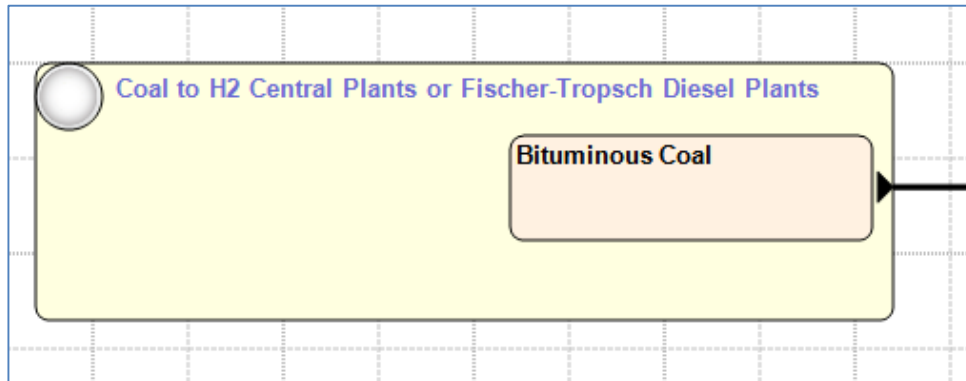 Coal to H2 Central Plants or Fischer-Tropsch Diesel Plants
Bituminous Coal